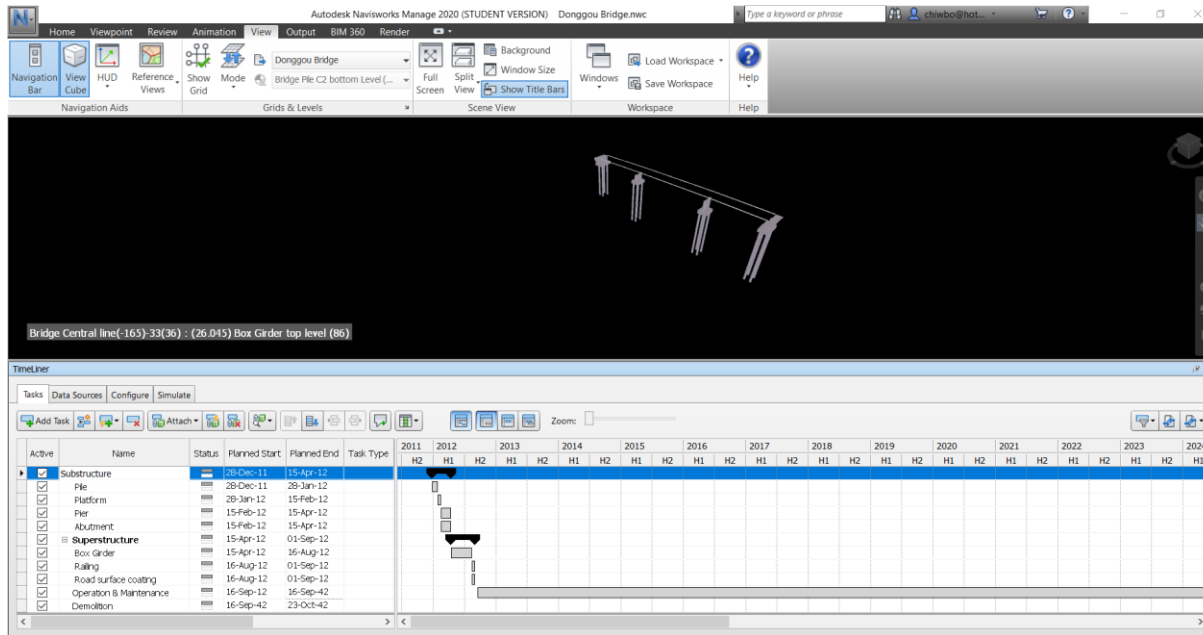 Autodesk Navisworks Manage 2020 (STUDENT VERSION) Donggou Bridge.nwc Type a keyword or phrase chiwbo@hot...
Home Viewpoint Review Animation View Output BIM 360 Render
Navigation Bar View Cube HUD Reference Views Show Grid Mode Donggou Bridge Bridge Pile C2 bottom Level (... Full Screen Split View Background Window Size Show Title Bars Windows Load Workspace Save Workspace Help
Navigation Aids Grids & Levels Scene View Workspace Help
Bridge Central line(-165)-33(36) : (26.045) Box Girder top level (86)
TimeLiner
Tasks Data Sources Configure Simulate
Add Task Attach Zoom:
Active Name Status Planned Start Planned End Task Type
2011 2012 2013 2014 2015 2016 2017 2018 2019 2020 2021 2022 2023 2024
H2 H1 H2 H1 H2 H1 H2 H1 H2 H1 H2 H1 H2 H1 H2 H1 H2 H1 H2 H1 H2 H1 H2 H1 H2 H1
Substructure 28-Dec-11 15-Apr-12
Pile 28-Dec-11 28-Jan-12
Platform 28-Jan-12 15-Feb-12
Pier 15-Feb-12 15-Apr-12
Abutment 15-Feb-12 15-Apr-12
Superstructure 15-Apr-12 01-Sep-12
Box Girder 15-Apr-12 16-Aug-12
Railing 16-Aug-12 01-Sep-12
Road surface coating 16-Aug-12 01-Sep-12
Operation & Maintenance 16-Sep-12 16-Sep-42
Demolition 16-Sep-42 23-Oct-42